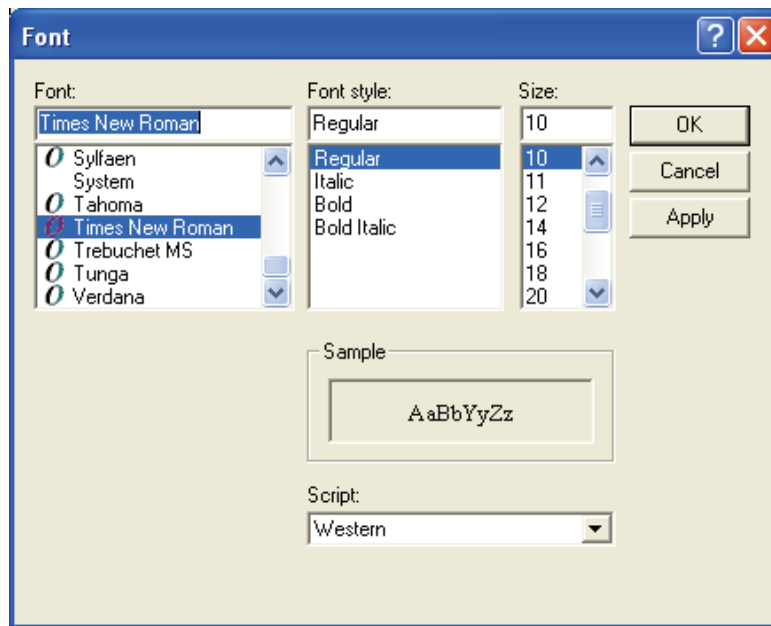 Font
Font:
Times New Roman
Sylfaen
System
Tahoma
Times New Roman
Trebuchet MS
Tunga
Verdana
Font style:
Regular
Regular
Italic
Bold
Bold Italic
Size:
10
10
11
12
14
16
18
20
OK
Cancel
Apply
Sample
AaBbYyZz
Script:
Western